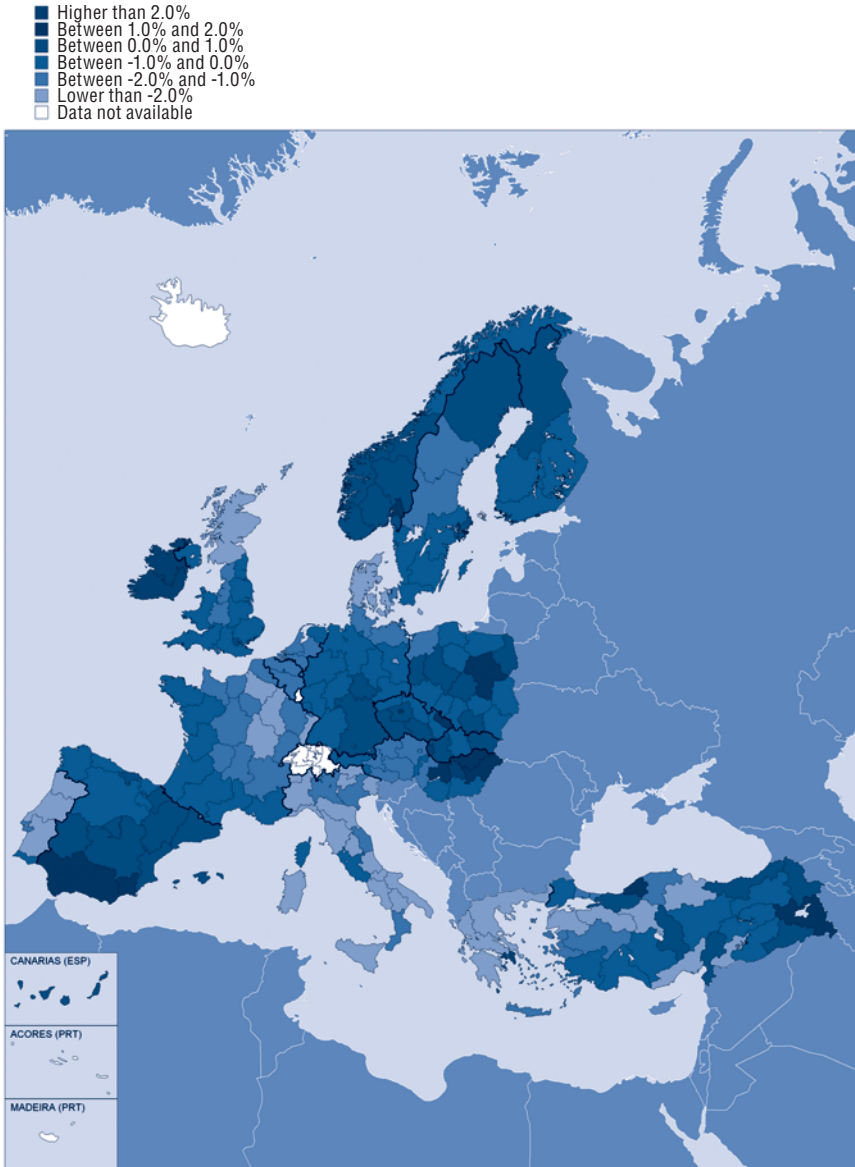 Higher than 2.0%
Between 1.0% and 2.0%
Between 0.0% and 1.0%
Between -1.0% and 0.0%
Between -2.0% and -1.0%
Lower than -2.0%
Data not available
CANARIAS (ESP)
ACORES (PRT)
MADEIRA (PRT)